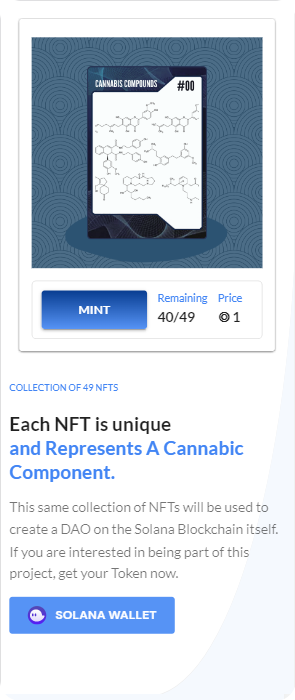 CANNABIS COMPOUNDS #00
MINT
Remaining Price
40/49 1
COLLECTION OF 49 NFTS
Each NFT is unique
and Represents A Cannabic
Component.
This same collection of NFTs will be used to
create a DAO on the Solana Blockchain itself.
If you are interested in being part of this
project, get your Token now.
SOLANA WALLET